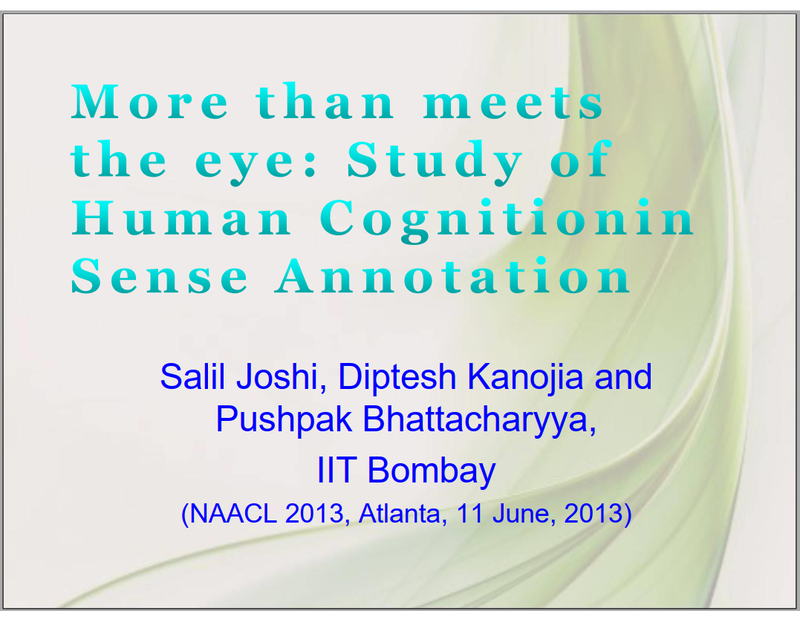 More than meets
the eye: Study of
Human Cognitionin
Sense Annotation
Salil Joshi, Diptesh Kanojia and
Pushpak Bhattacharyya,
IIT Bombay
(NAACL 2013, Atlanta, 11 June, 2013)